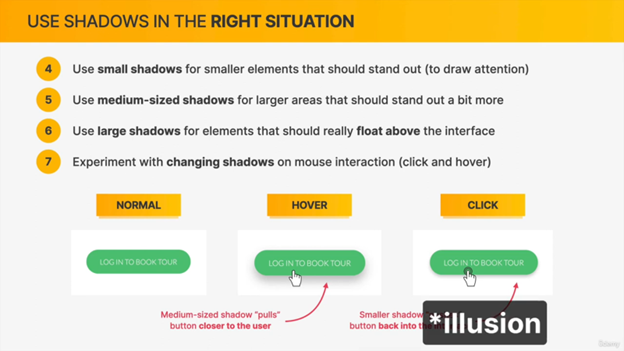 USE SHADOWS IN THE RIGHT SITUATION
4 Use small shadows for smaller elements that should stand out (to draw attention)
5 Use medium-sized shadows for larger areas that should stand out a bit more
6 Use large shadows for elements that should really float above the interface
7 Experiment with changing shadows on mouse interaction (click and hover)
NORMAL
HOVER
CLICK
LOG IN TO BOOK TOUR
LOG IN TO BOOK TOUR
LOG IN TO BOOK TOUR
Medium-sized shadow "pulls"
button closer to the user
Smaller shadow
button back into the
*illusion
Udemy